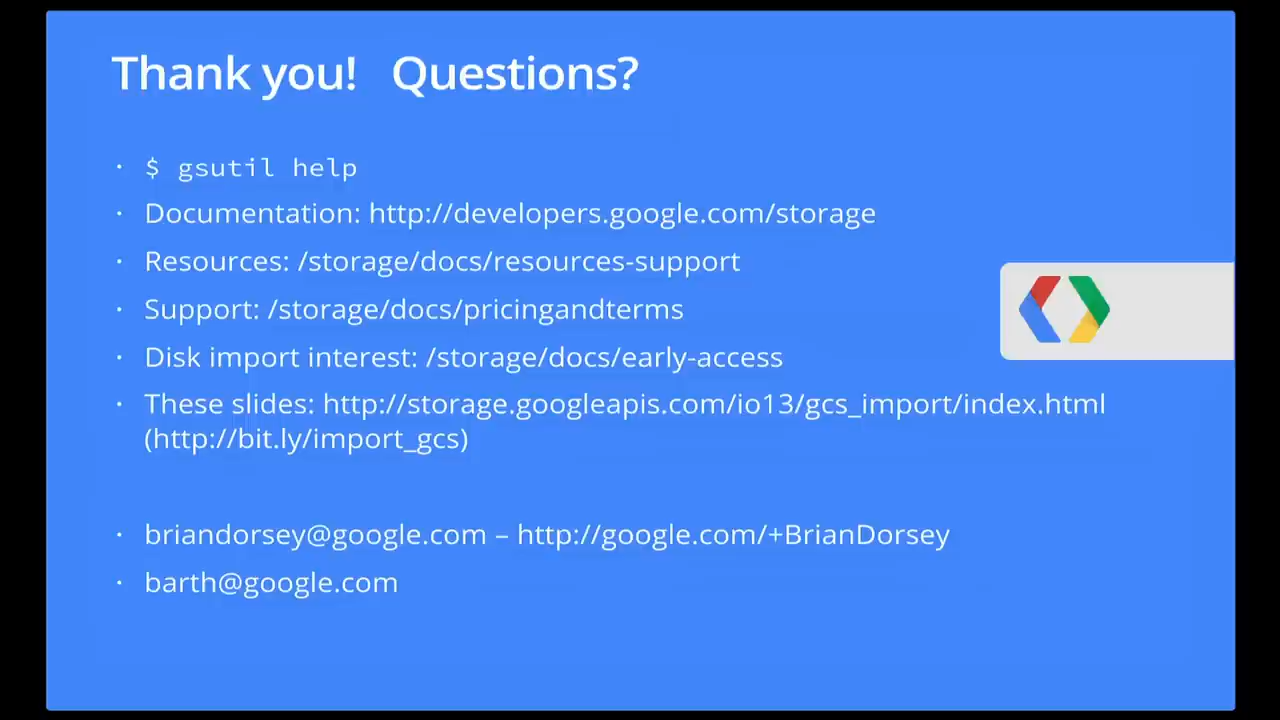 Thank you! Questions?
• $ gsutil help
• Documentation: http://developers.google.com/storage
• Resources: /storage/docs/resources-support
• Support: /storage/docs/pricingandterms
• Disk import interest: /storage/docs/early-access
• These slides: http://storage.googleapis.com/io13/gcs_import/index.html
(http://bit.ly/import_gcs)
• briandorsey@google.com – http://google.com/+BrianDorsey
• barth@google.com